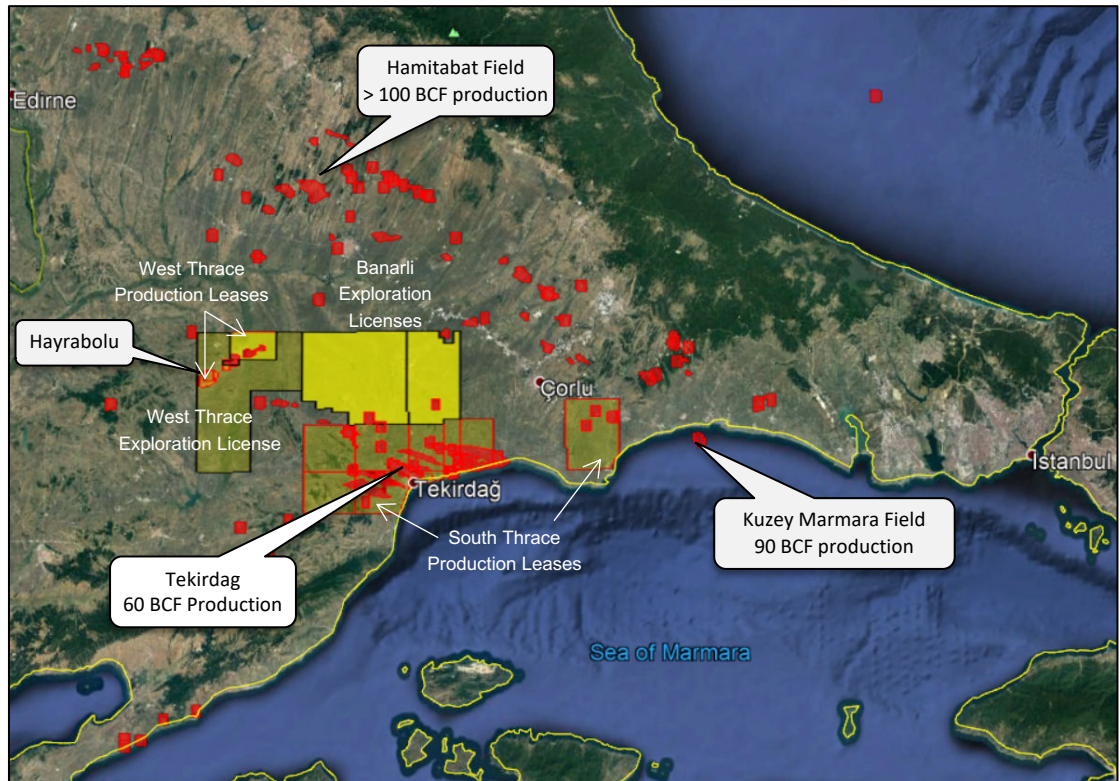 Hamitabat Field
> 100 BCF production
Edirne
West Thrace
Production Leases
Banarli
Exploration
Licenses
Hayrabolu
Çorlu
West Thrace
Exploration License
İstanbul
Tekirdağ
Kuzey Marmara Field
90 BCF production
South Thrace
Production Leases
Tekirdag
60 BCF Production
Sea of Marmara